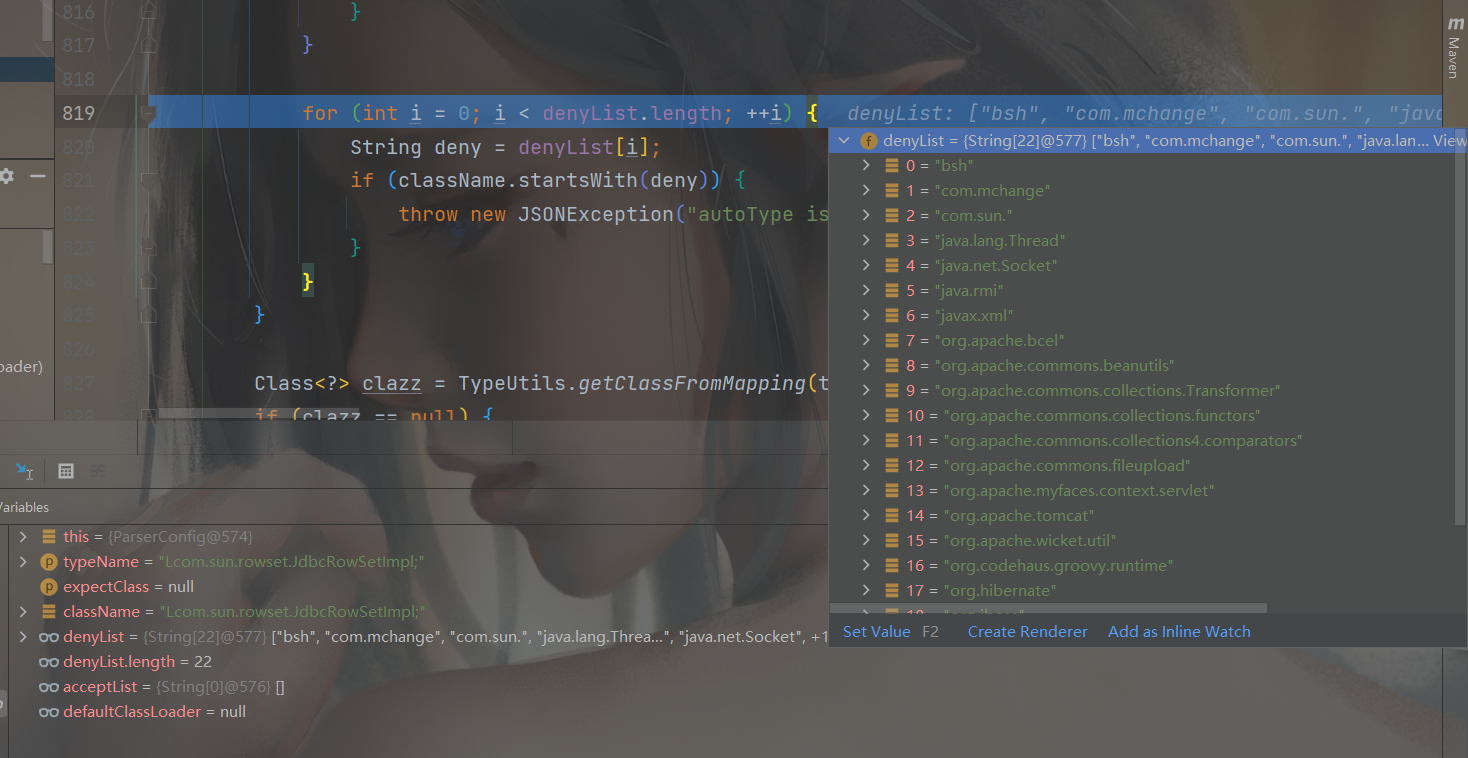 816 }
817 }
818
819 for (int i = 0; i < denyList.length; ++i) { denyList: ["bsh", "com.mchange", "com.sun.", "java
820 String deny = denyList[i];
821 if (className.startsWith(deny)) {
822 throw new JSONException("autoType is
823 }
824 }
825 }
826
827 Class<?> clazz = TypeUtils.getClassFromMapping(t
828 if (clazz == null) {
m
Maven
denyList = {String[22]@577} ["bsh", "com.mchange", "com.sun.", "java.lan... View
0 = "bsh"
1 = "com.mchange"
2 = "com.sun."
3 = "java.lang.Thread"
4 = "java.net.Socket"
5 = "java.rmi"
6 = "javax.xml"
7 = "org.apache.bcel"
8 = "org.apache.commons.beanutils"
9 = "org.apache.commons.collections.Transformer"
10 = "org.apache.commons.collections.functors"
11 = "org.apache.commons.collections4.comparators"
12 = "org.apache.commons.fileupload"
13 = "org.apache.myfaces.context.servlet"
14 = "org.apache.tomcat"
15 = "org.apache.wicket.util"
16 = "org.codehaus.groovy.runtime"
17 = "org.hibernate"
Set Value F2 Create Renderer Add as Inline Watch
oader)
Variables
this = {ParserConfig@574}
typeName = "Lcom.sun.rowset.JdbcRowSetImpl;"
expectClass = null
className = "Lcom.sun.rowset.JdbcRowSetImpl;"
denyList = {String[22]@577} ["bsh", "com.mchange", "com.sun.", "java.lang.Threa...", "java.net.Socket", +1
denyList.length = 22
acceptList = {String[0]@576} []
defaultClassLoader = null